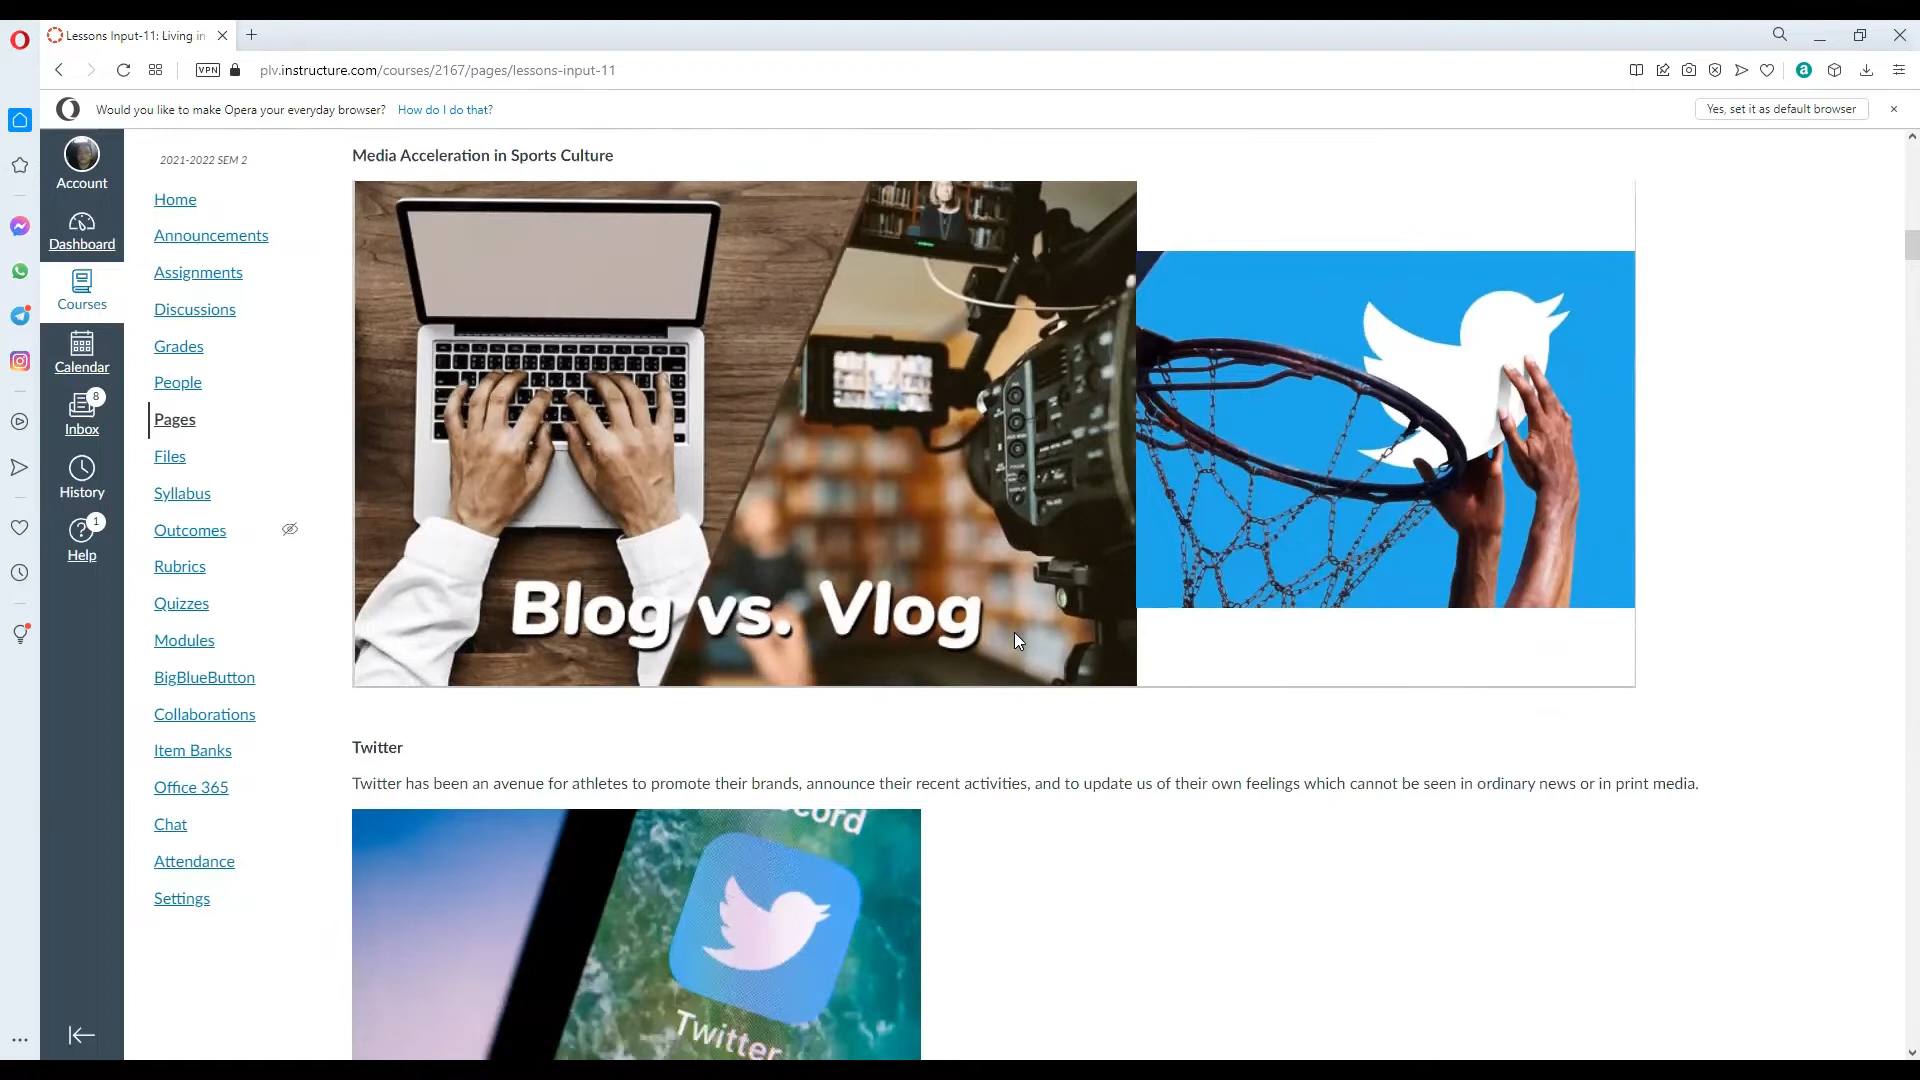 Lessons Input-11: Living in
VPN
plv.instructure.com/courses/2167/pages/lessons-input-11
a
Would you like to make Opera your everyday browser? How do I do that?
Yes, set it as default browser
Account
Dashboard
Courses
Calendar
8
Inbox
History
1
Help
2021-2022 SEM 2
Home
Announcements
Assignments
Discussions
Grades
People
Pages
Files
Syllabus
Outcomes
Rubrics
Quizzes
Modules
BigBlueButton
Collaborations
Item Banks
Office 365
Chat
Attendance
Settings
Media Acceleration in Sports Culture
Blog vs. Vlog
Twitter
Twitter has been an avenue for athletes to promote their brands, announce their recent activities, and to update us of their own feelings which cannot be seen in ordinary news or in print media.
cord
Twitter